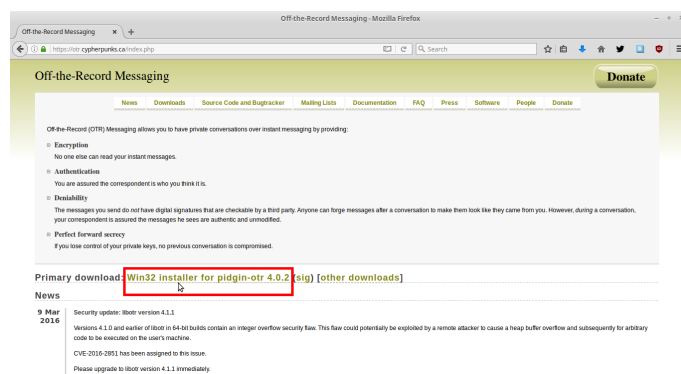 Off-the-Record Messaging - Mozilla Firefox
Off-the-Record Messaging
https://otr.cypherpunks.ca/index.php
Search
Off-the-Record Messaging
Donate
News Downloads Source Code and Bugtracker Mailing Lists Documentation FAQ Press Software People Donate
Off-the-Record (OTR) Messaging allows you to have private conversations over instant messaging by providing:
Encryption
No one else can read your instant messages.
Authentication
You are assured the correspondent is who you think it is.
Deniability
The messages you send do not have digital signatures that are checkable by a third party. Anyone can forge messages after a conversation to make them look like they came from you. However, during a conversation,
your correspondent is assured the messages he sees are authentic and unmodified.
Perfect forward secrecy
If you lose control of your private keys, no previous conversation is compromised.
Primary download: Win32 installer for pidgin-otr 4.0.2 (sig) [other downloads]
News
9 Mar 2016
Security update: libotr version 4.1.1
Versions 4.1.0 and earlier of libotr in 64-bit builds contain an integer overflow security flaw. This flaw could potentially be exploited by a remote attacker to cause a heap buffer overflow and subsequently for arbitrary
code to be executed on the user's machine.
CVE-2016-2851 has been assigned to this issue.
Please upgrade to libotr version 4.1.1 immediately.